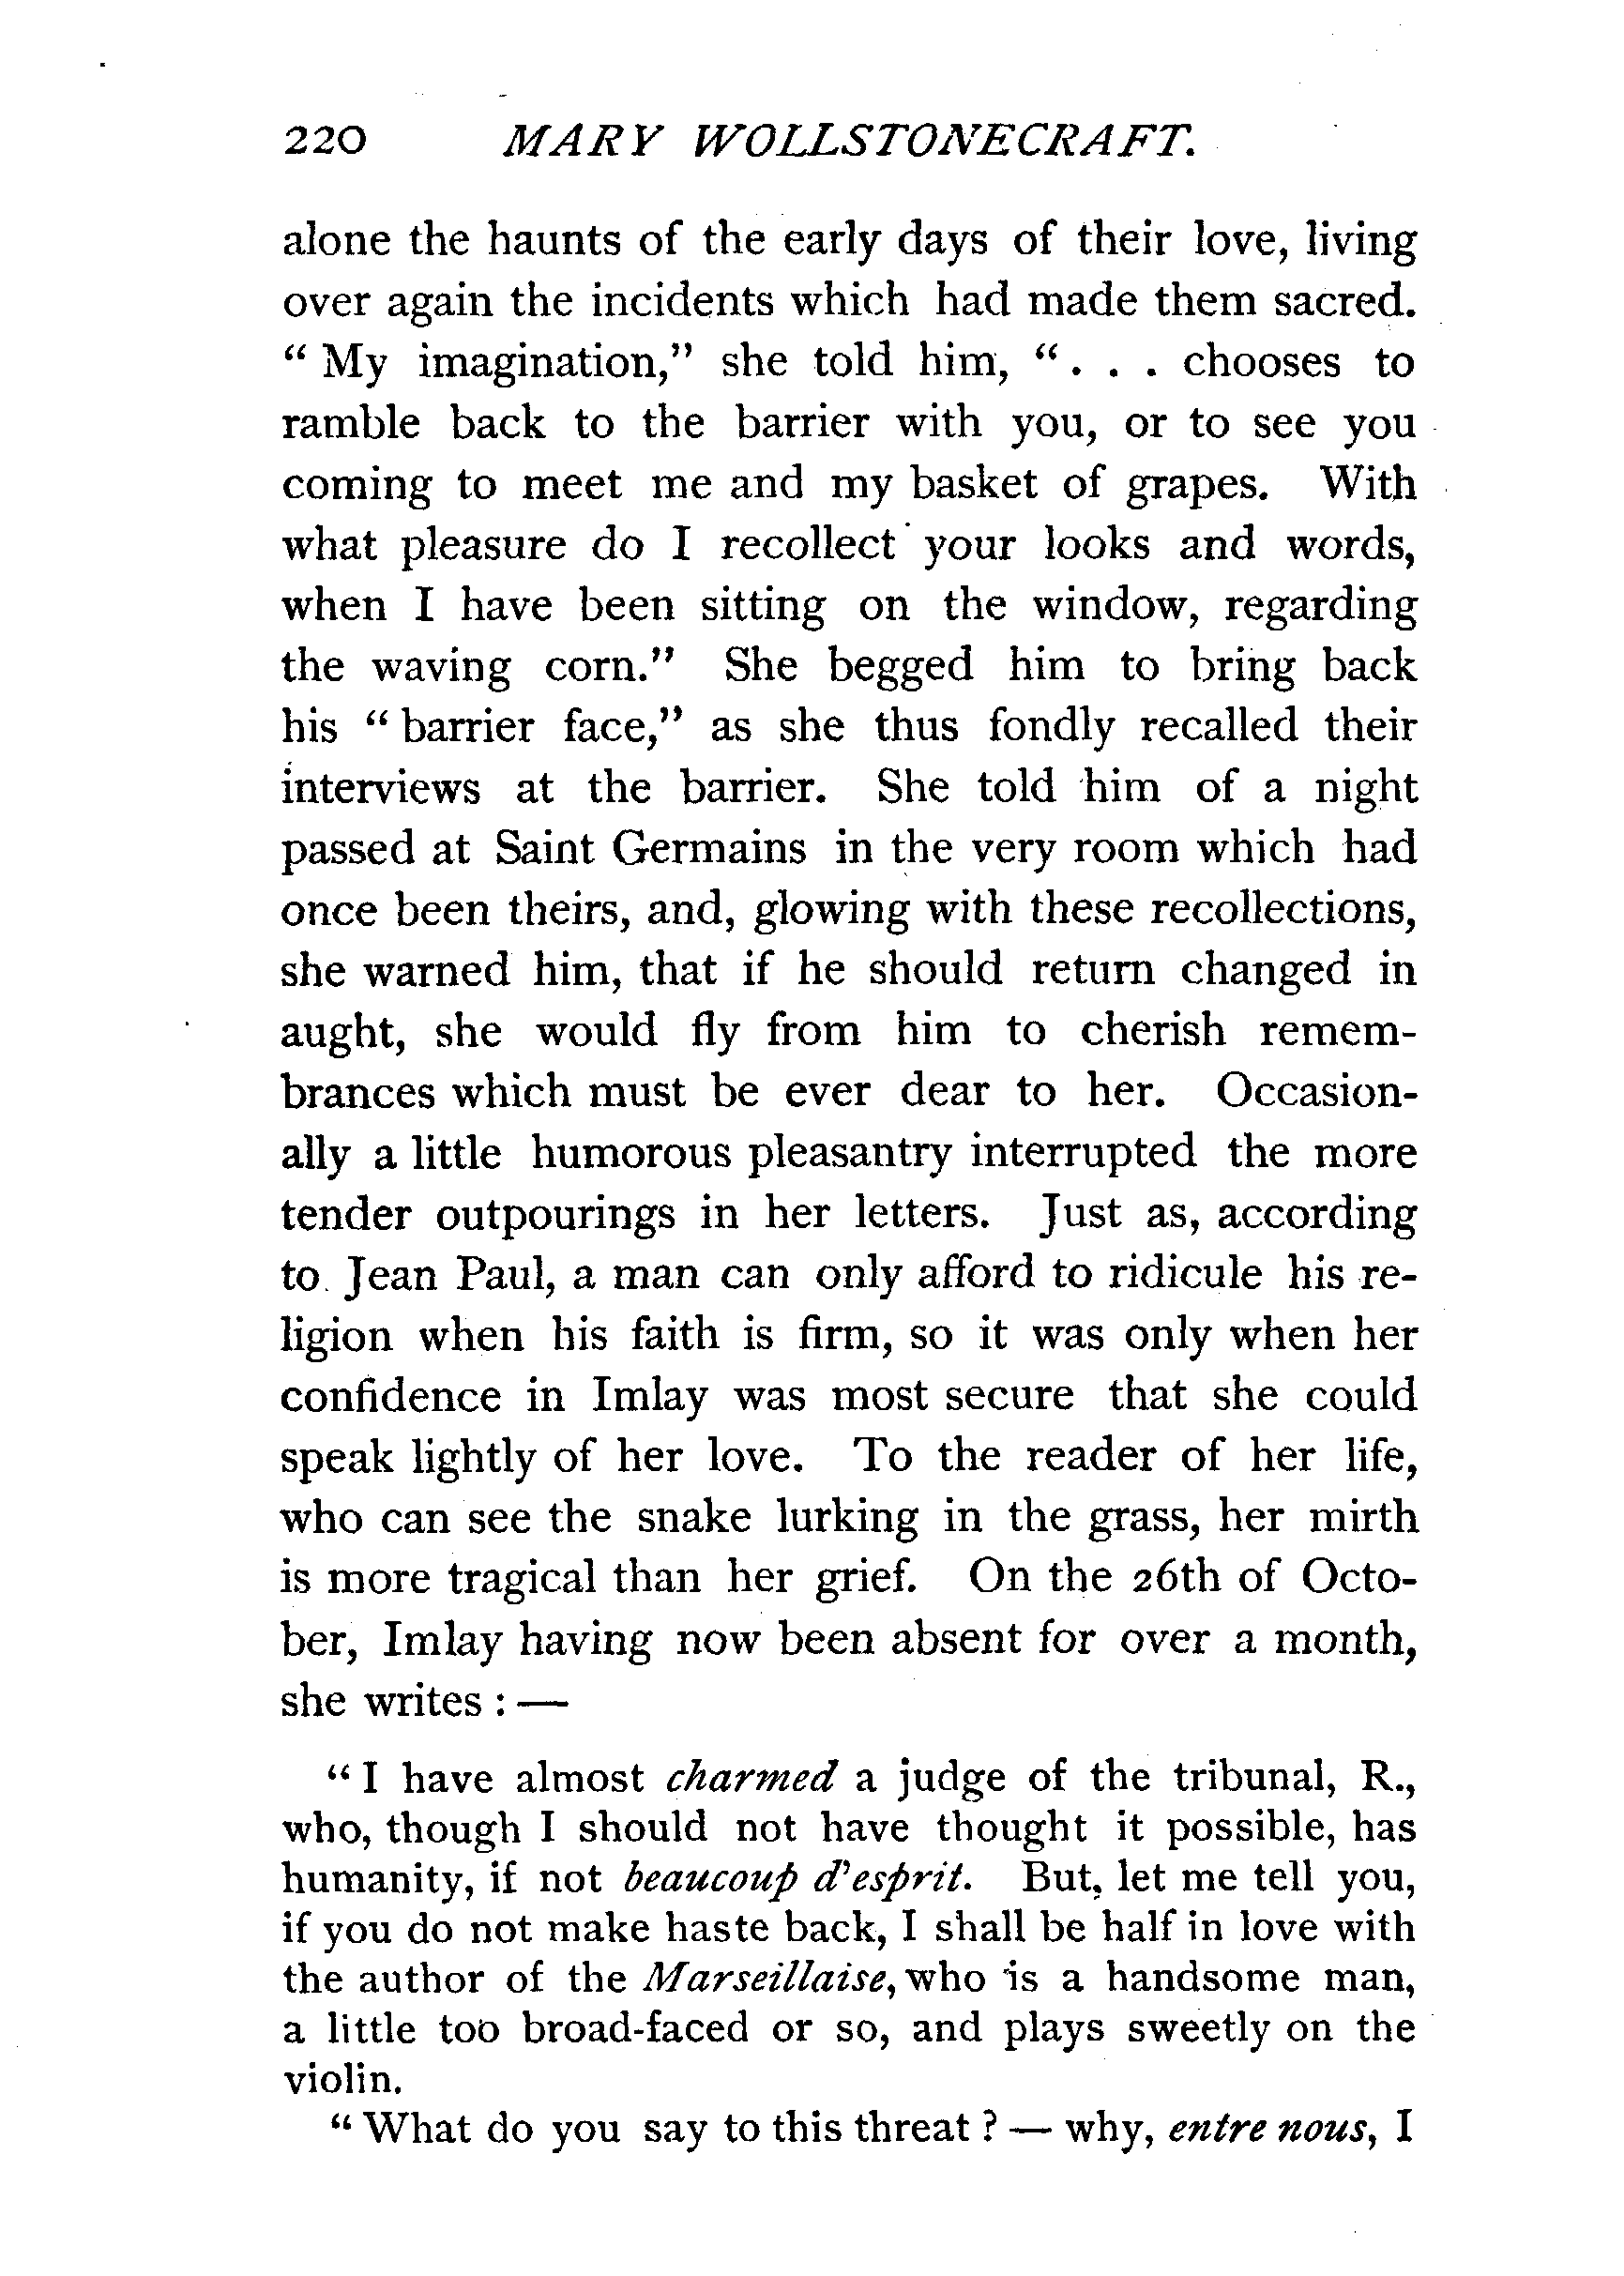 220 MARY WOLLSTONECRAFT.
alone the haunts of the early days of their love, living
over again the incidents which had made them sacred.
“ My imagination,” she told him, “ . . . chooses to
ramble back to the barrier with you, or to see you
coming to meet me and my basket of grapes. With
what pleasure do I recollect your looks and words,
when I have been sitting on the window, regarding
the waving corn.” She begged him to bring back
his “ barrier face,” as she thus fondly recalled their
interviews at the barrier. She told him of a night
passed at Saint Germains in the very room which had
once been theirs, and, glowing with these recollections,
she warned him, that if he should return changed in
aught, she would fly from him to cherish remem-
brances which must be ever dear to her. Occasion-
ally a little humorous pleasantry interrupted the more
tender outpourings in her letters. Just as, according
to Jean Paul, a man can only afford to ridicule his re-
ligion when his faith is firm, so it was only when her
confidence in Imlay was most secure that she could
speak lightly of her love. To the reader of her life,
who can see the snake lurking in the grass, her mirth
is more tragical than her grief. On the 26th of Octo-
ber, Imlay having now been absent for over a month,
she writes : —
“ I have almost charmed a judge of the tribunal, R.,
who, though I should not have thought it possible, has
humanity, if not beaucoup d’esprit. But, let me tell you,
if you do not make haste back, I shall be half in love with
the author of the Marseillaise, who is a handsome man,
a little too broad-faced or so, and plays sweetly on the
violin.
“ What do you say to this threat ? — why, entre nous, I